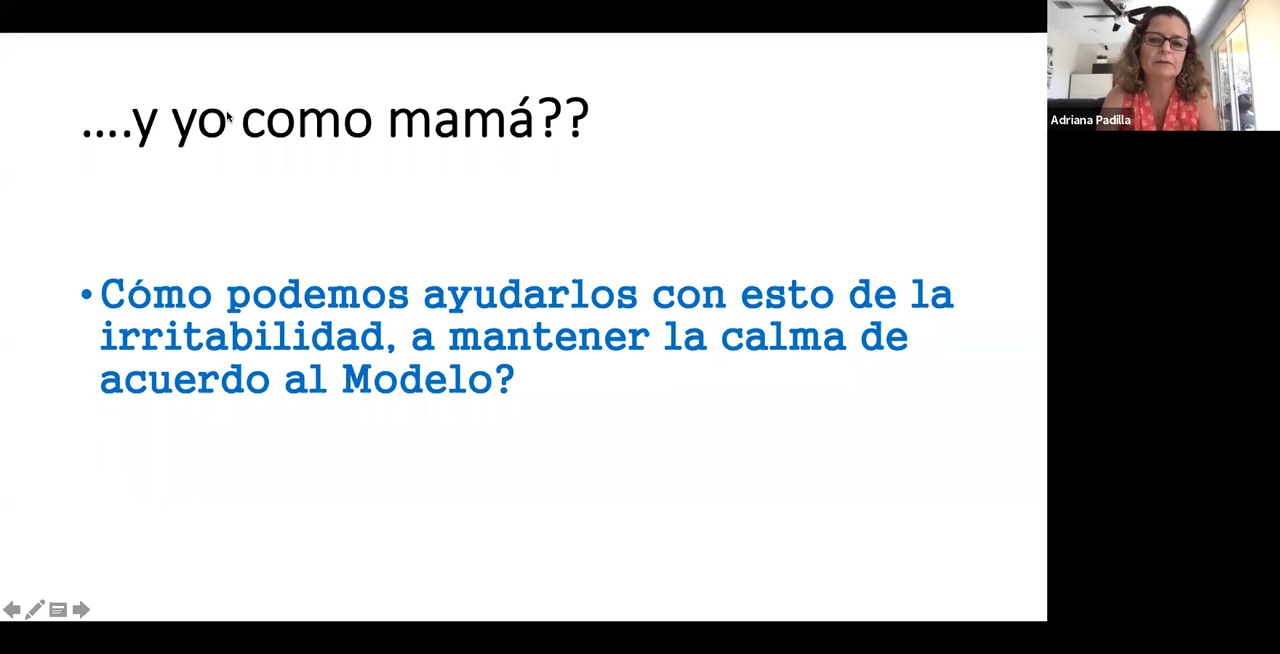 ....y yo como mamá??
•Cómo podemos ayudarlos con esto de la
irritabilidad, a mantener la calma de
acuerdo al Modelo?
Adriana Padilla